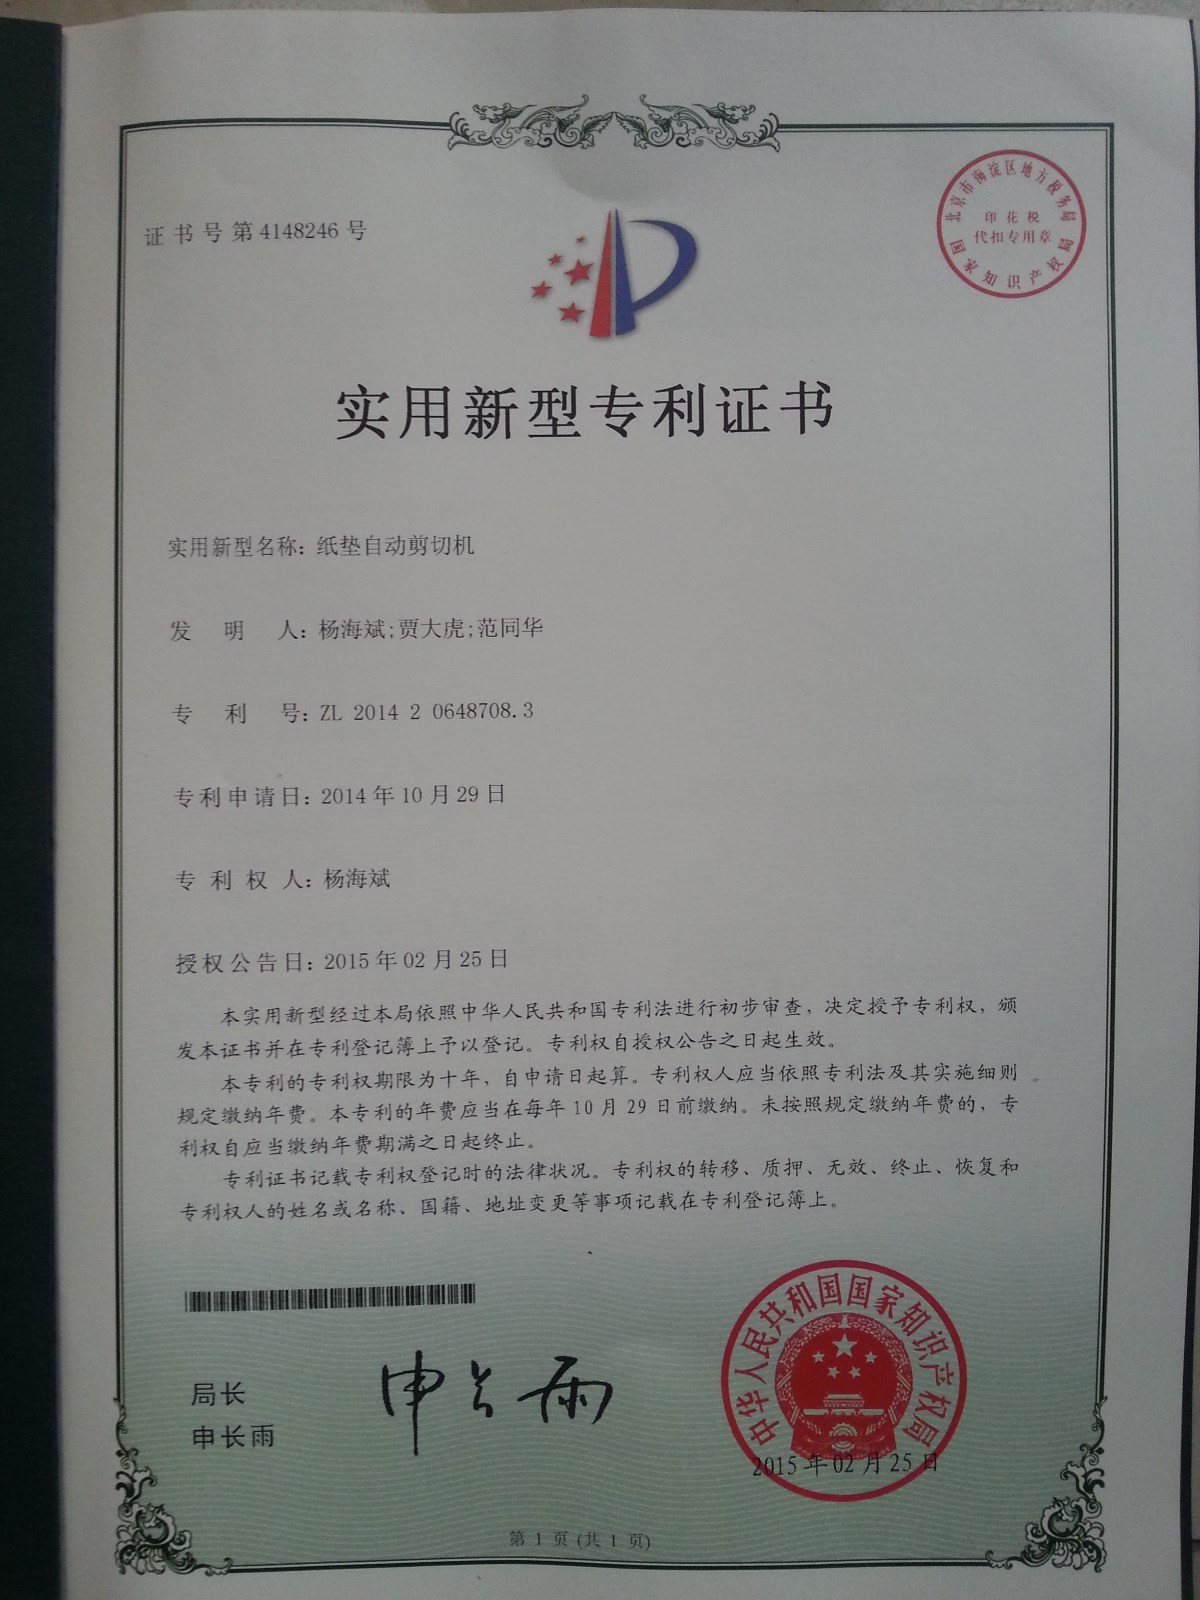 证书号第4148246号
北京市海淀区地方税务局
印花税
代扣专用章
国家知识产权局
实用新型专利证书
实用新型名称：纸垫自动剪切机
发明人：杨海斌;贾大虎;范同华
专利号：ZL 2014 2 0648708.3
专利申请日：2014年10月29日
专利权人：杨海斌
授权公告日：2015年02月25日
本实用新型经过本局依照中华人民共和国专利法进行初步审查，决定授予专利权，颁
发本证书并在专利登记簿上予以登记。专利权自授权公告之日起生效。
本专利的专利权期限为十年，自申请日起算。专利权人应当依照专利法及其实施细则
规定缴纳年费。本专利的年费应当在每年10月29日前缴纳。未按照规定缴纳年费的，专
利权自应当缴纳年费期满之日起终止。
专利证书记载专利权登记时的法律状况。专利权的转移、质押、无效、终止、恢复和
专利权人的姓名或名称、国籍、地址变更等事项记载在专利登记簿上。
局长
申长雨
申长雨
中华人民共和国国家知识产权局
2015年02月25日
第1页(共1页)